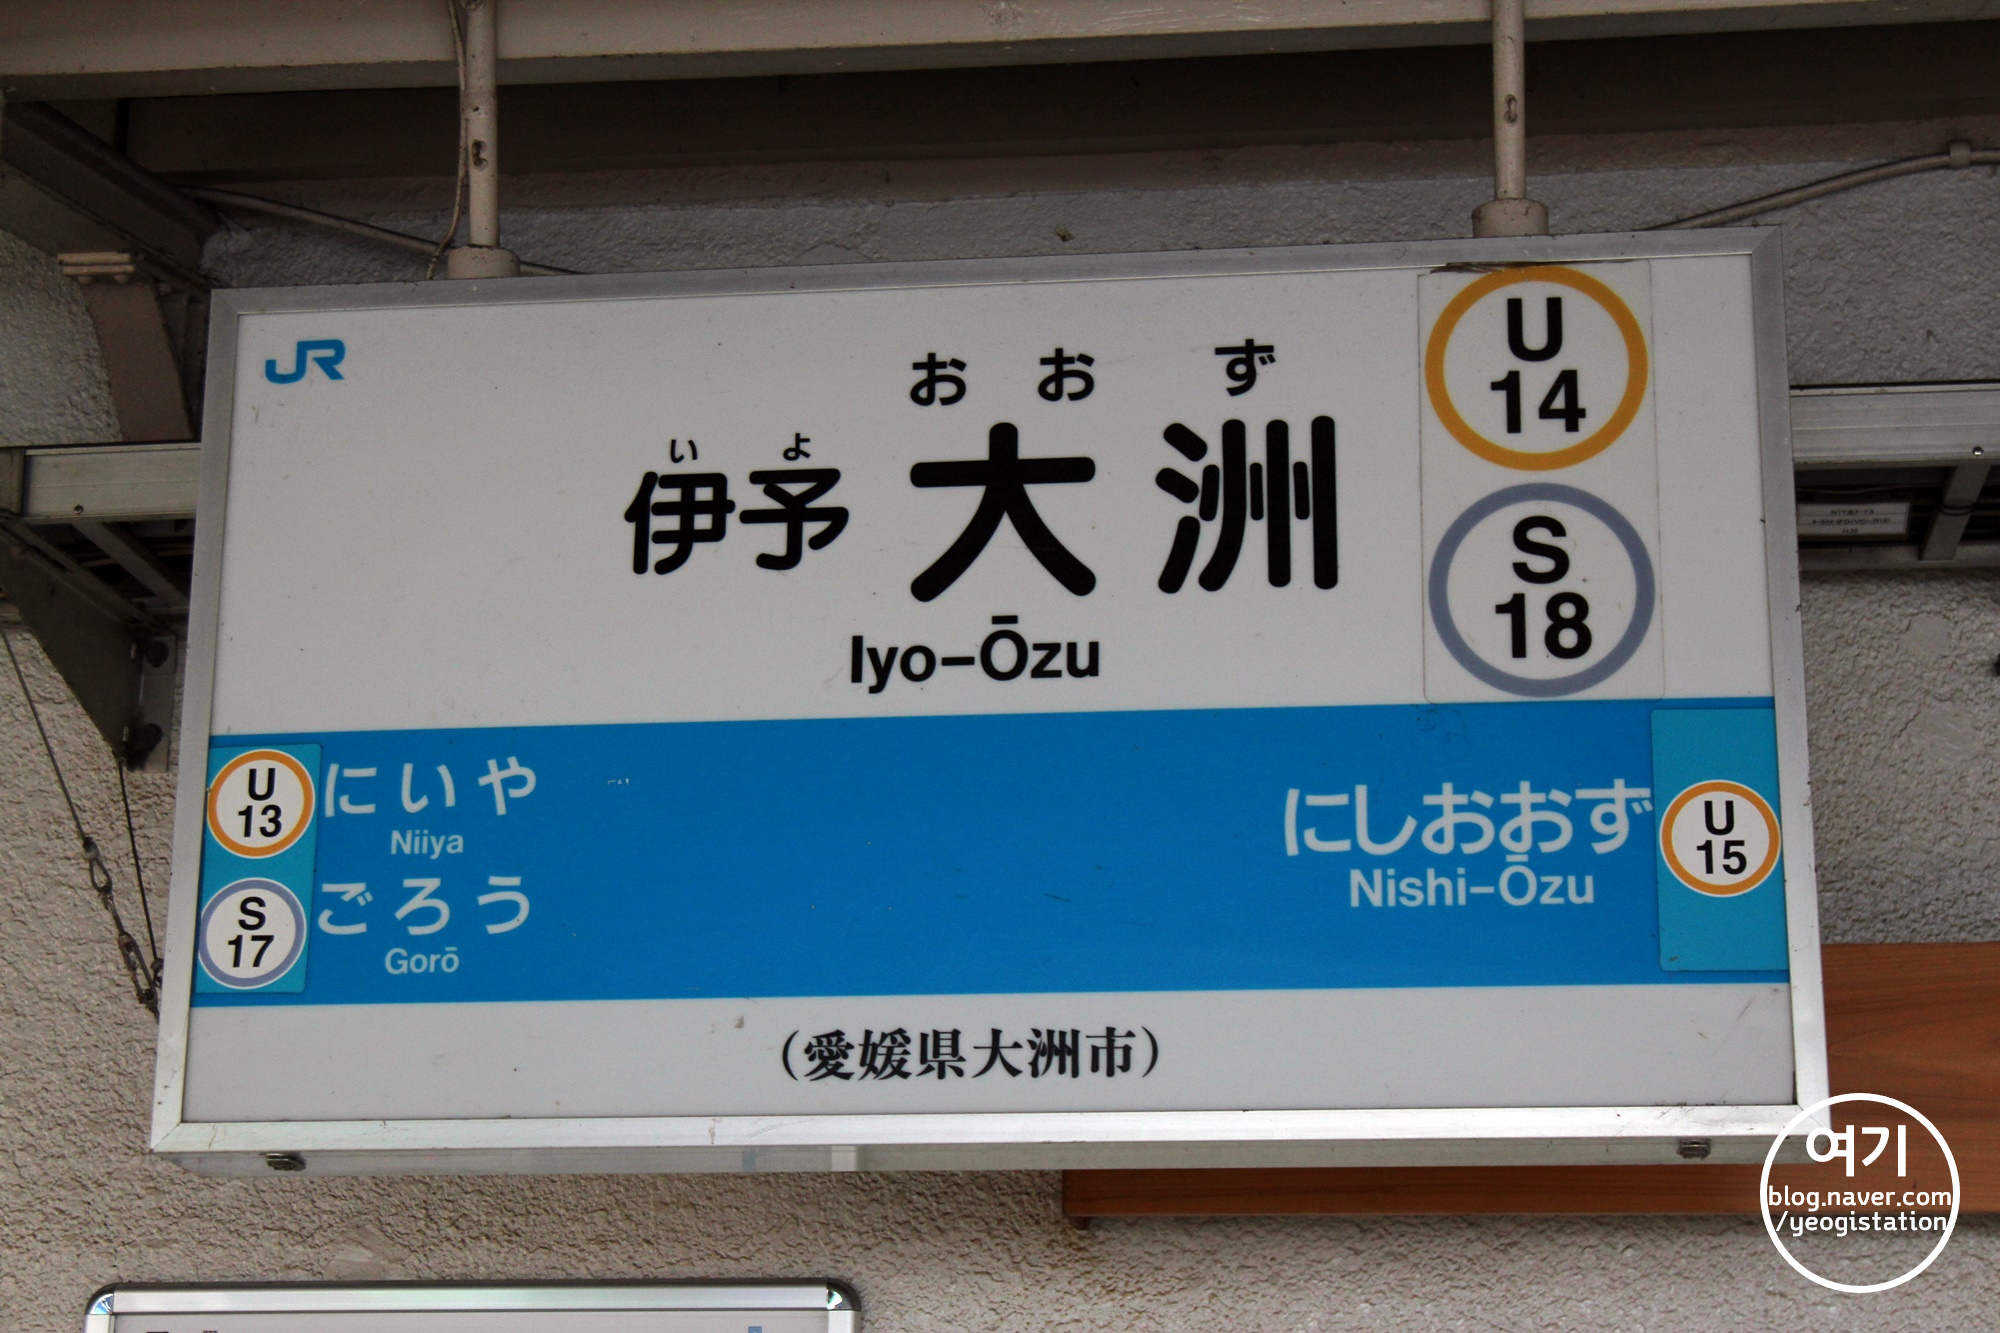 JR
おおず
いよ
伊予大洲
Iyo–Ōzu
U
14
S
18
U
13
にいや
Niiya
S
17
ごろう
Gorō
にしおおず
Nishi–Ōzu
U
15
(愛媛県大洲市)
여기
blog.naver.com
/yeogistation